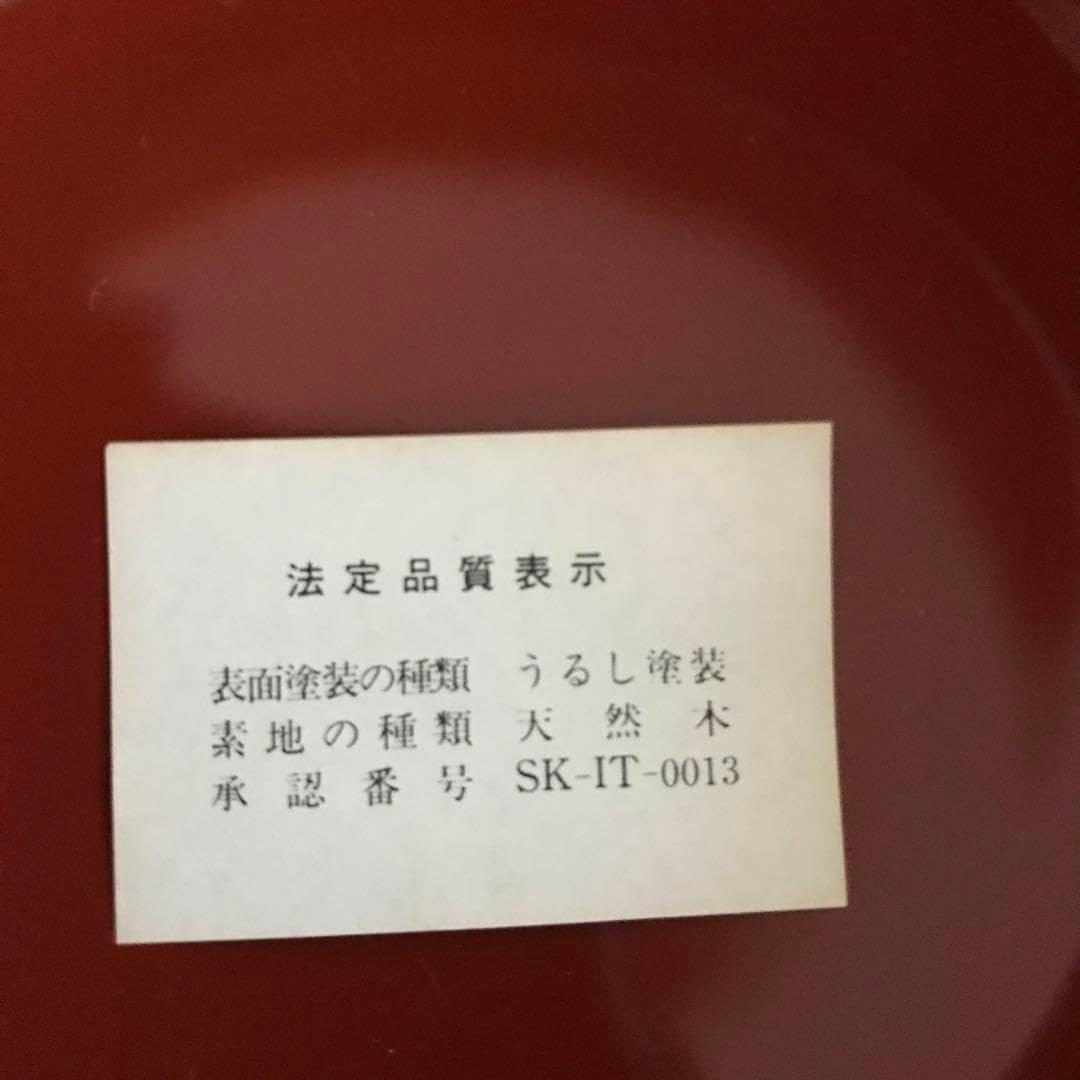 法定品質表示
表面塗装の種類 うるし塗装
素地の種類 天然木
承認番号 SK-IT-0013